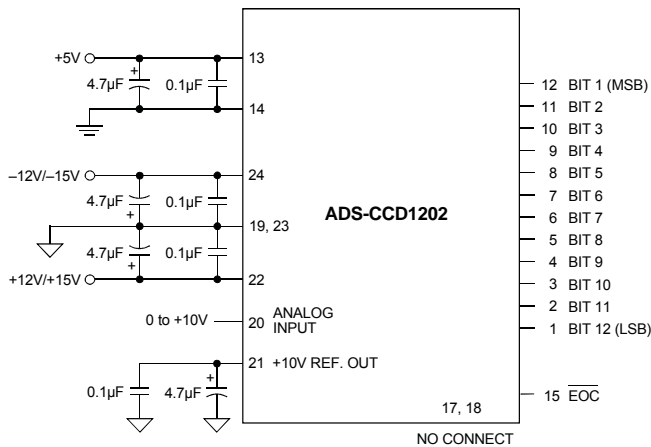 +5V
13
+
4.7µF
0.1µF
14
–12V/–15V
24
4.7µF
0.1µF
+
19, 23
4.7µF
0.1µF
+
+12V/+15V
22
0 to +10V
20 ANALOG
INPUT
21 +10V REF. OUT
+
0.1µF
4.7µF
ADS-CCD1202
12 BIT 1 (MSB)
11 BIT 2
10 BIT 3
9 BIT 4
8 BIT 5
7 BIT 6
6 BIT 7
5 BIT 8
4 BIT 9
3 BIT 10
2 BIT 11
1 BIT 12 (LSB)
15 E̅O̅C̅
17, 18
NO CONNECT